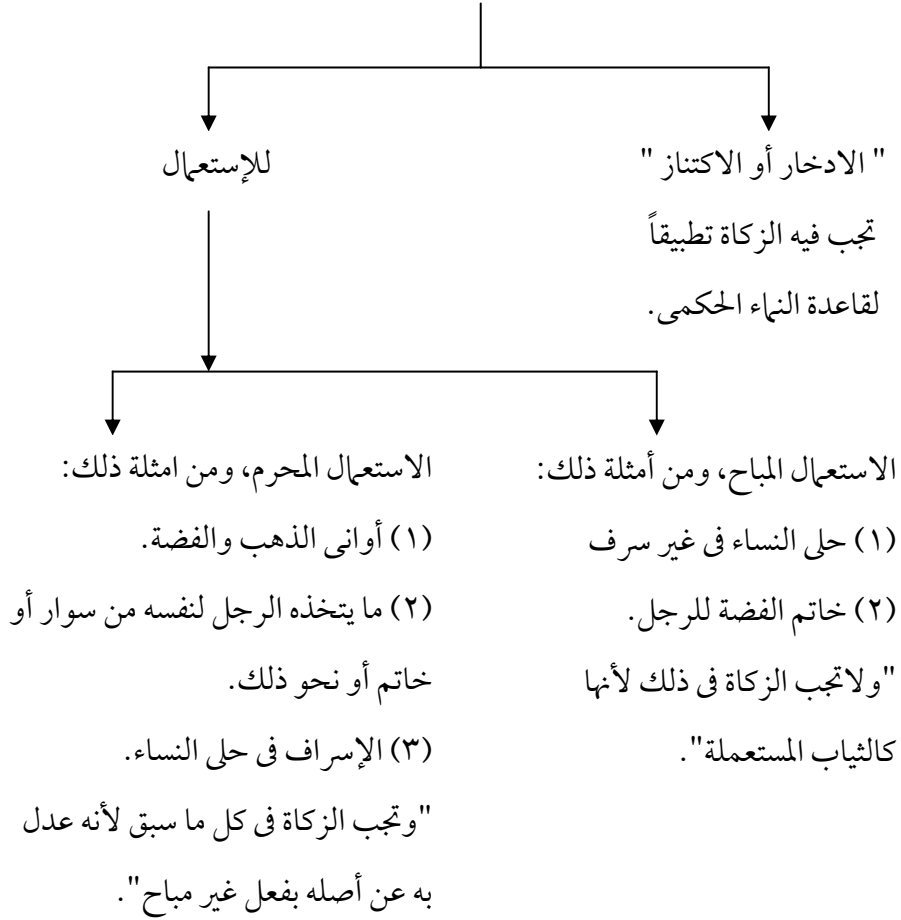 " الادخار أو الاكتناز "
تجب فيه الزكاة تطبيقاً
لقاعدة النماء الحكمى.
للإستعمال
الاستعمال المباح، ومن أمثلة ذلك:
(١) حلى النساء فى غير سرف
(٢) خاتم الفضة للرجل.
"ولاتجب الزكاة فى ذلك لأنها
كالثياب المستعملة".
الاستعمال المحرم، ومن امثلة ذلك:
(١) أوانى الذهب والفضة.
(٢) ما يتخذه الرجل لنفسه من سوار أو
خاتم أو نحو ذلك.
(٣) الإسراف فى حلى النساء.
"وتجب الزكاة فى كل ما سبق لأنه عدل
به عن أصله بفعل غير مباح".